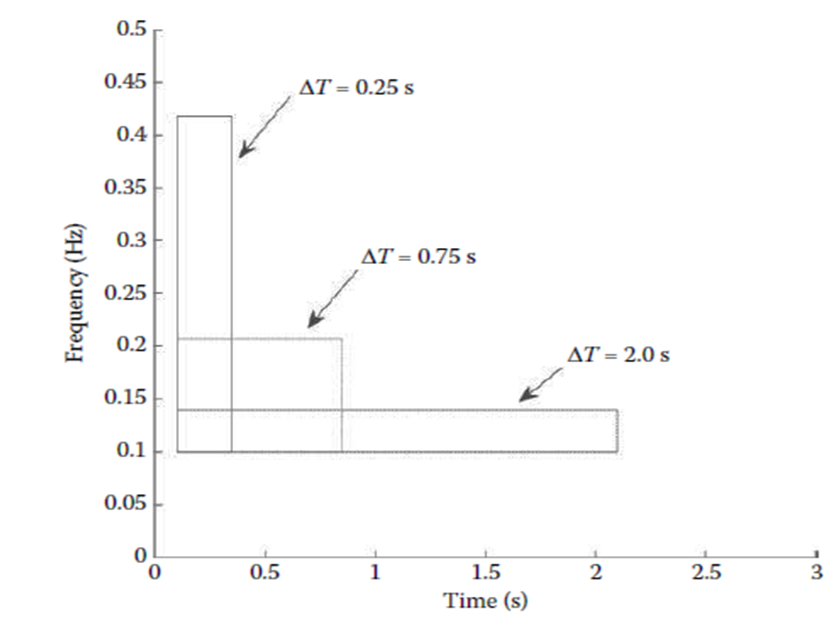 0.5
0.45
ΔT = 0.25 s
0.4
0.35
0.3
ΔT = 0.75 s
0.25
0.2
ΔT = 2.0 s
0.15
0.1
0.05
0
Frequency (Hz)
0 0.5 1 1.5 2 2.5 3
Time (s)